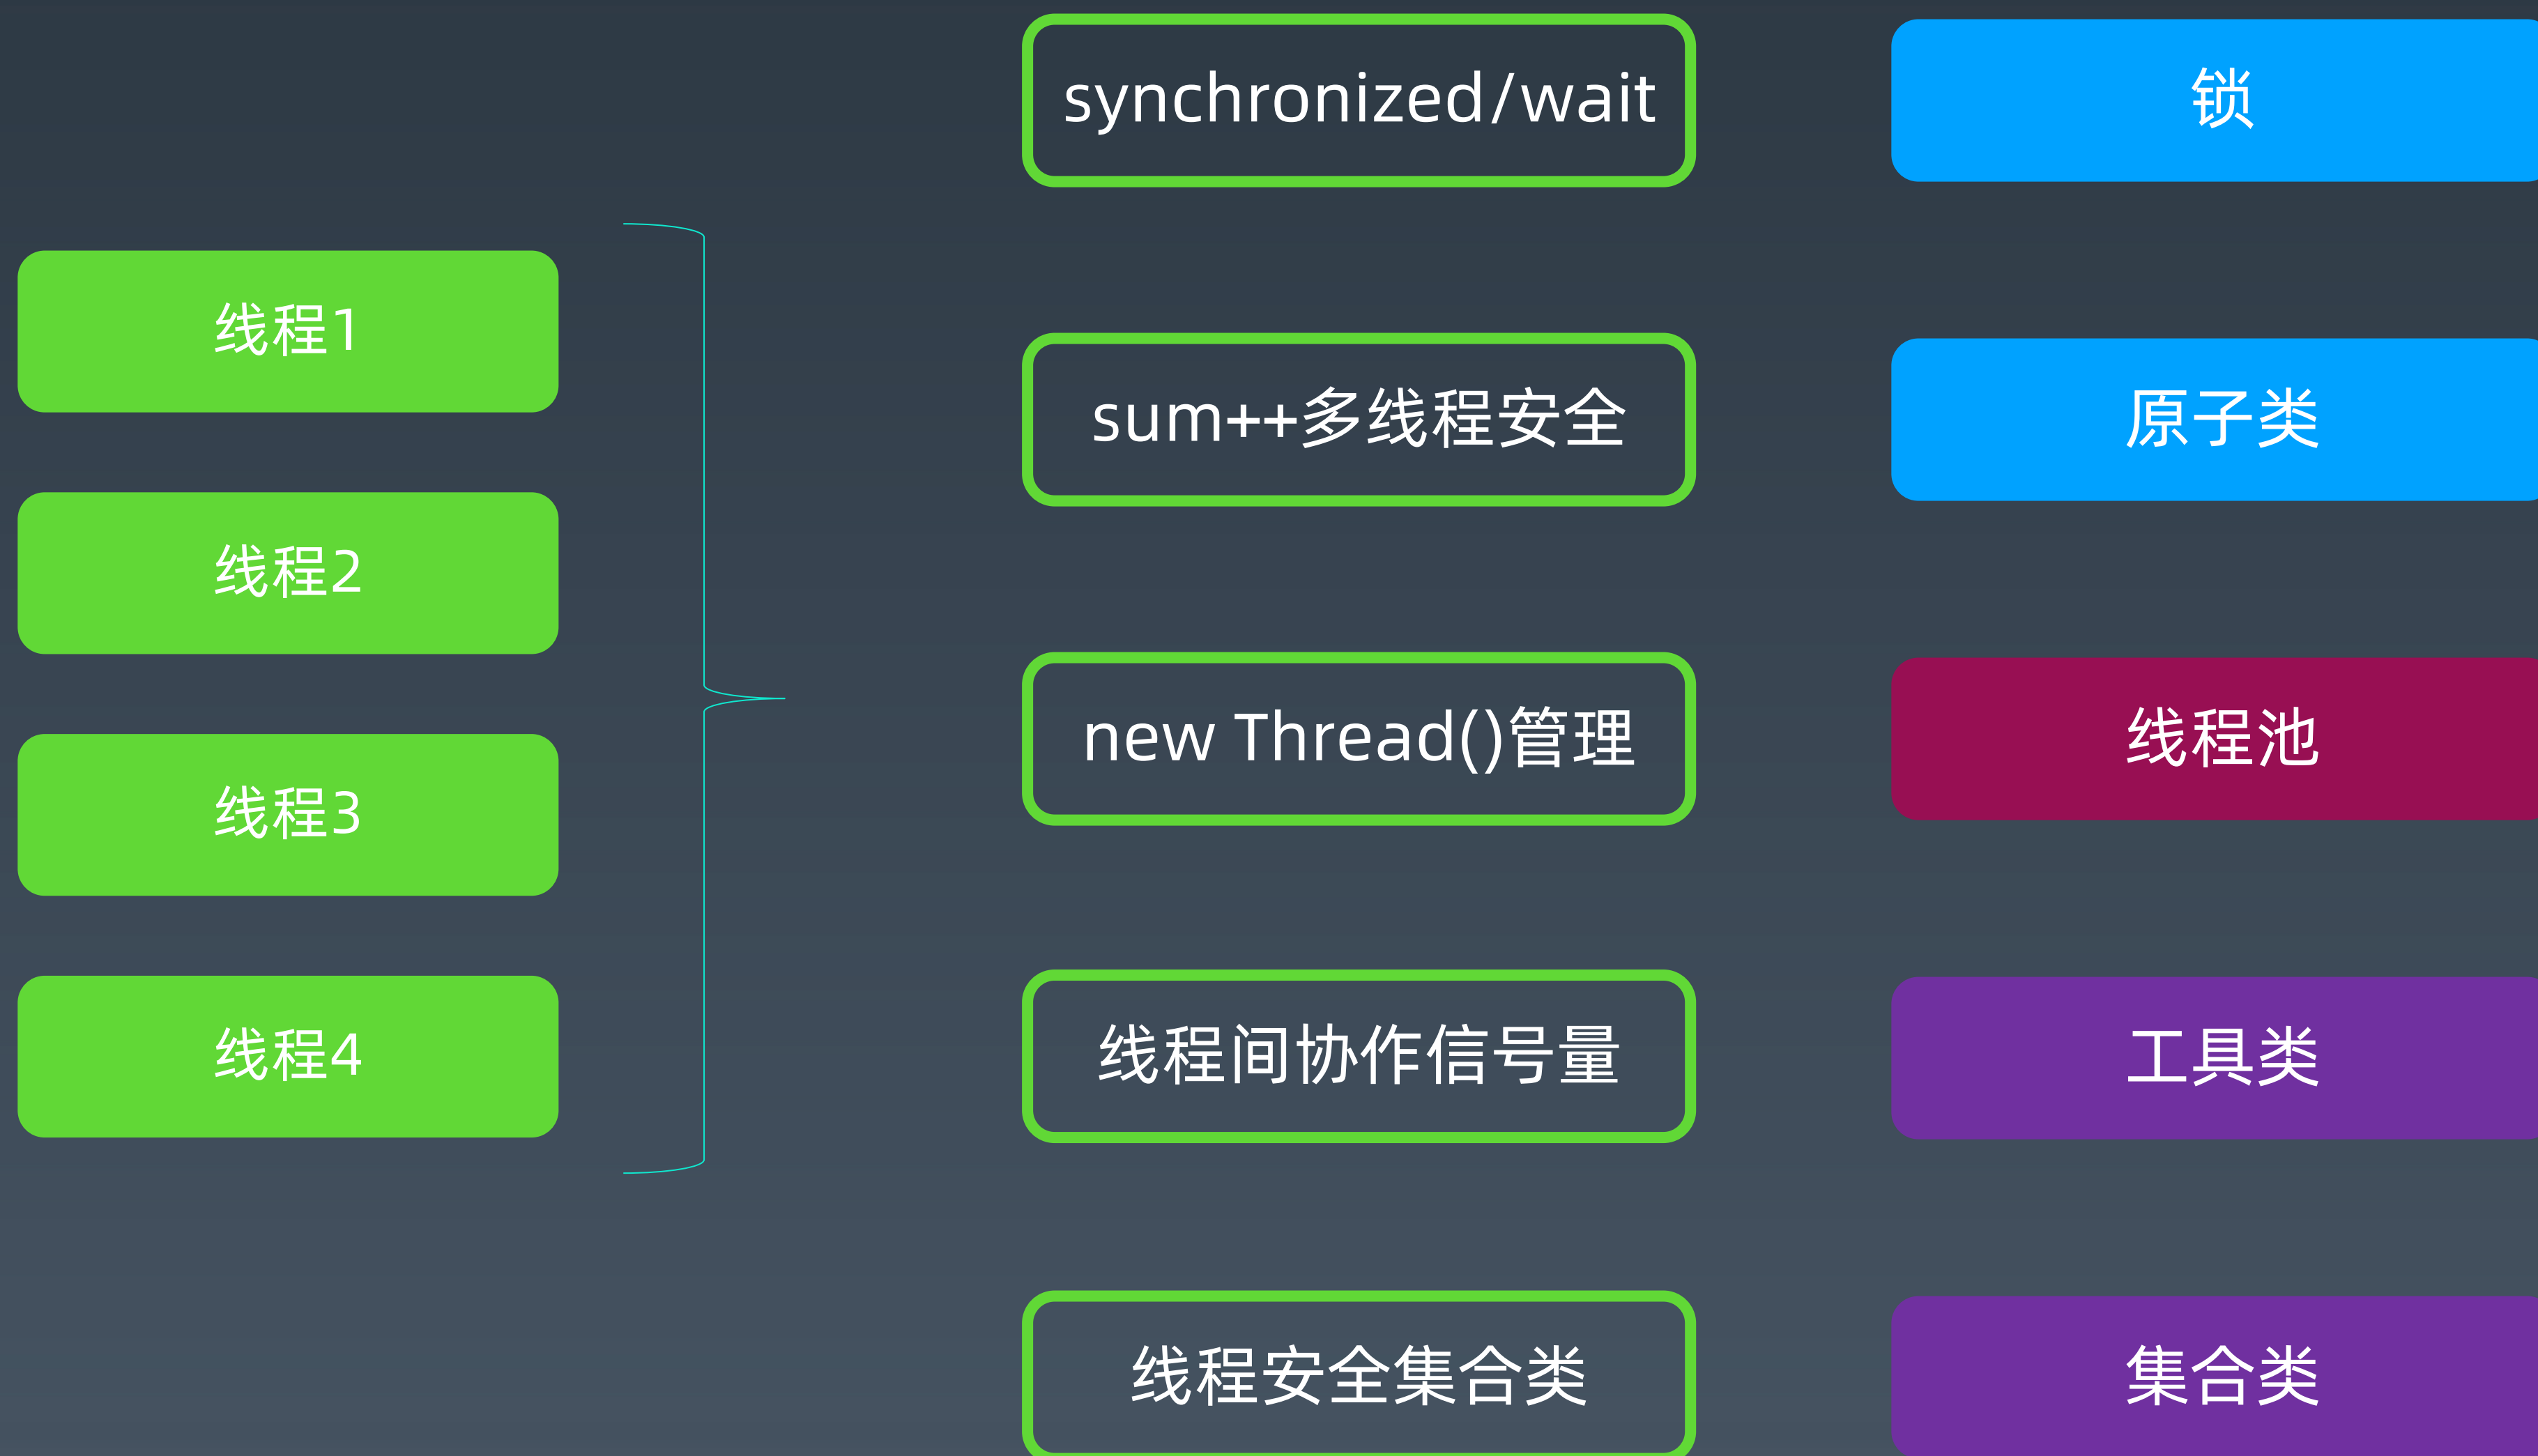 线程1
线程2
线程3
线程4
synchronized/wait
sum++多线程安全
new Thread()管理
线程间协作信号量
线程安全集合类
锁
原子类
线程池
工具类
集合类